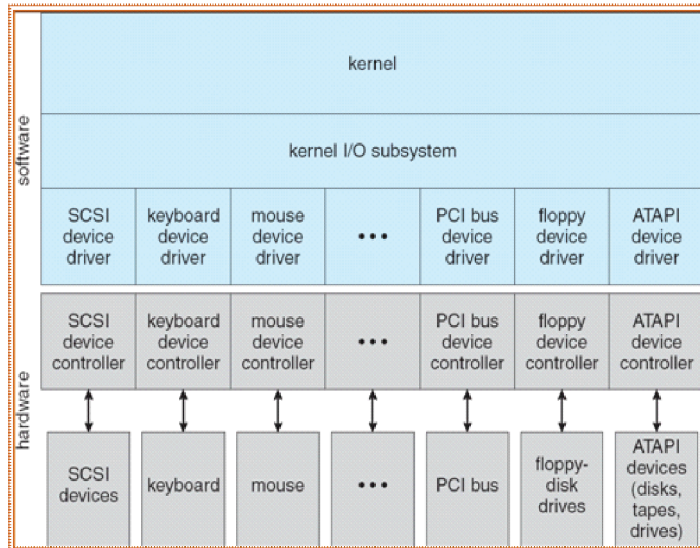 software
kernel
kernel I/O subsystem
SCSI
device
driver
keyboard
device
driver
mouse
device
driver
•••
PCI bus
device
driver
floppy
device
driver
ATAPI
device
driver
hardware
SCSI
device
controller
keyboard
device
controller
mouse
device
controller
•••
PCI bus
device
controller
floppy
device
controller
ATAPI
device
controller
SCSI
devices
keyboard
mouse
•••
PCI bus
floppy-
disk
drives
ATAPI
devices
(disks,
tapes,
drives)